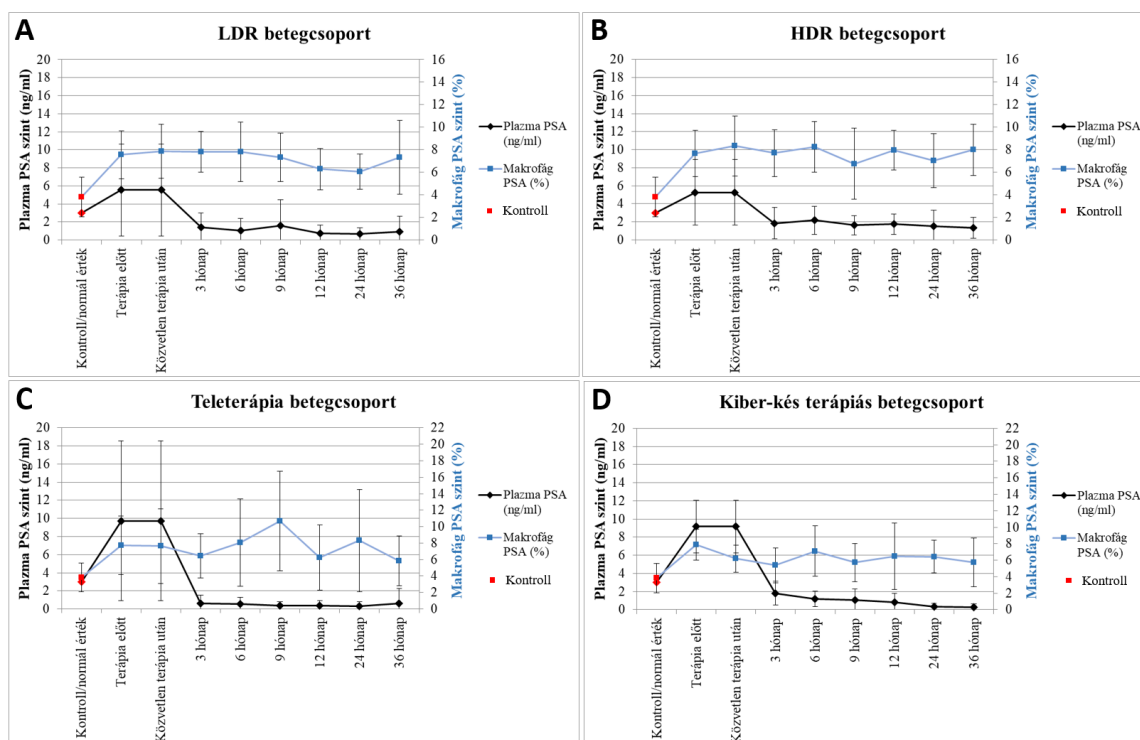 A
LDR betegcsoport
Plazma PSA szint (ng/ml)
20
18
16
14
12
10
8
6
4
2
0
16
14
12
10
8
6
4
2
0
Makrofág PSA szint (%)
Plazma PSA
(ng/ml)
Makrofág
PSA (%)
Kontroll
Kontroll/normál érték
Terápia előtt
Közvetlen terápia után
3 hónap
6 hónap
9 hónap
12 hónap
24 hónap
36 hónap
B
HDR betegcsoport
Plazma PSA szint (ng/ml)
20
18
16
14
12
10
8
6
4
2
0
16
14
12
10
8
6
4
2
0
Makrofág PSA szint (%)
Plazma PSA
(ng/ml)
Makrofág
PSA (%)
Kontroll
Kontroll/normál érték
Terápia előtt
Közvetlen terápia után
3 hónap
6 hónap
9 hónap
12 hónap
24 hónap
36 hónap
C
Teleterápia betegcsoport
Plazma PSA szint (ng/ml)
20
18
16
14
12
10
8
6
4
2
0
22
20
18
16
14
12
10
8
6
4
2
0
Makrofág PSA szint (%)
Plazma PSA
(ng/ml)
Makrofág
PSA (%)
Kontroll
Kontroll/normál érték
Terápia előtt
Közvetlen terápia után
3 hónap
6 hónap
9 hónap
12 hónap
24 hónap
36 hónap
D
Kiber-kés terápiás betegcsoport
Plazma PSA szint (ng/ml)
20
18
16
14
12
10
8
6
4
2
0
22
20
18
16
14
12
10
8
6
4
2
0
Makrofág PSA szint (%)
Plazma PSA
(ng/ml)
Makrofág
PSA (%)
Kontroll
Kontroll/normál érték
Terápia előtt
Közvetlen terápia után
3 hónap
6 hónap
9 hónap
12 hónap
24 hónap
36 hónap